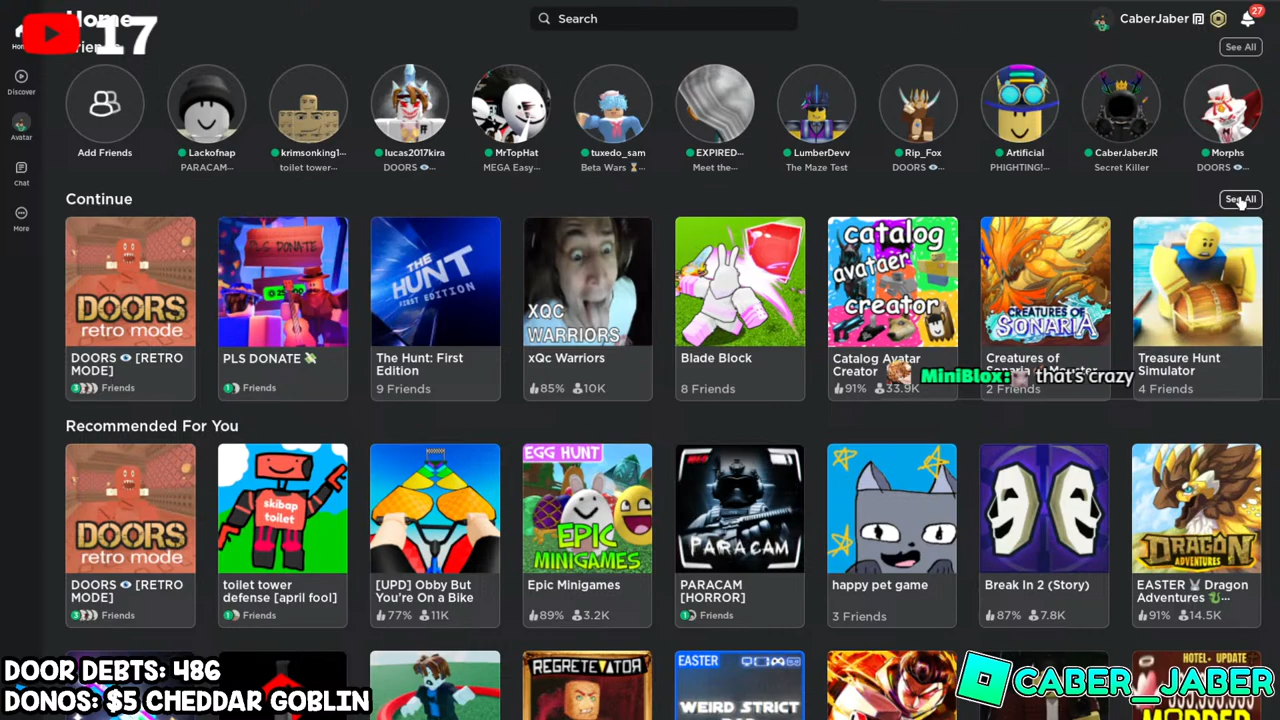 Home
17
Search
CaberJaber
27
Friends
See All
Home
Discover
Avatar
Chat
More
Add Friends
Lackofnap
PARACAM...
krimsonking1...
toilet tower...
lucas2017kira
DOORS 👁...
MrTopHat
MEGA Easy...
tuxedo_sam
Beta Wars ⏳...
EXPIRED...
Meet the...
LumberDevv
The Maze Test
Rip_Fox
DOORS 👁...
Artificial
PHIGHTING!...
CaberJaberJR
Secret Killer
Morphs
DOORS 👁...
Continue
See All
DOORS
retro mode
DOORS 👁 [RETRO
MODE]
3 Friends
PLS DONATE
PLS DONATE 💸
1 Friends
THE
HUNT
FIRST EDITION
The Hunt: First
Edition
9 Friends
XQC
WARRIORS
xQc Warriors
85% 10K
Blade Block
8 Friends
catalog
avataer
creator
Catalog Avatar
Creator
91% 33.9K
CREATURES OF
SONARIA
Creatures of
2 Friends
Treasure Hunt
Simulator
4 Friends
MiniBlox: that's crazy
Recommended For You
DOORS
retro mode
DOORS 👁 [RETRO
MODE]
3 Friends
skibap
toilet
toilet tower
defense [april fool]
1 Friends
[UPD] Obby But
You're On a Bike
77% 11K
EGG HUNT
EPIC
MINIGAMES
Epic Minigames
89% 3.2K
PARACAM
PARACAM
[HORROR]
1 Friends
happy pet game
3 Friends
Break In 2 (Story)
87% 7.8K
DRAGON
ADVENTURES
EASTER 🐰 Dragon
Adventures 🐉...
91% 14.5K
REGRETEVATOR
EASTER
WEIRD STRICT
HOTEL+ UPDATE
DOOR DEBTS: 486
DONOS: $5 CHEDDAR GOBLIN
CABER_JABER